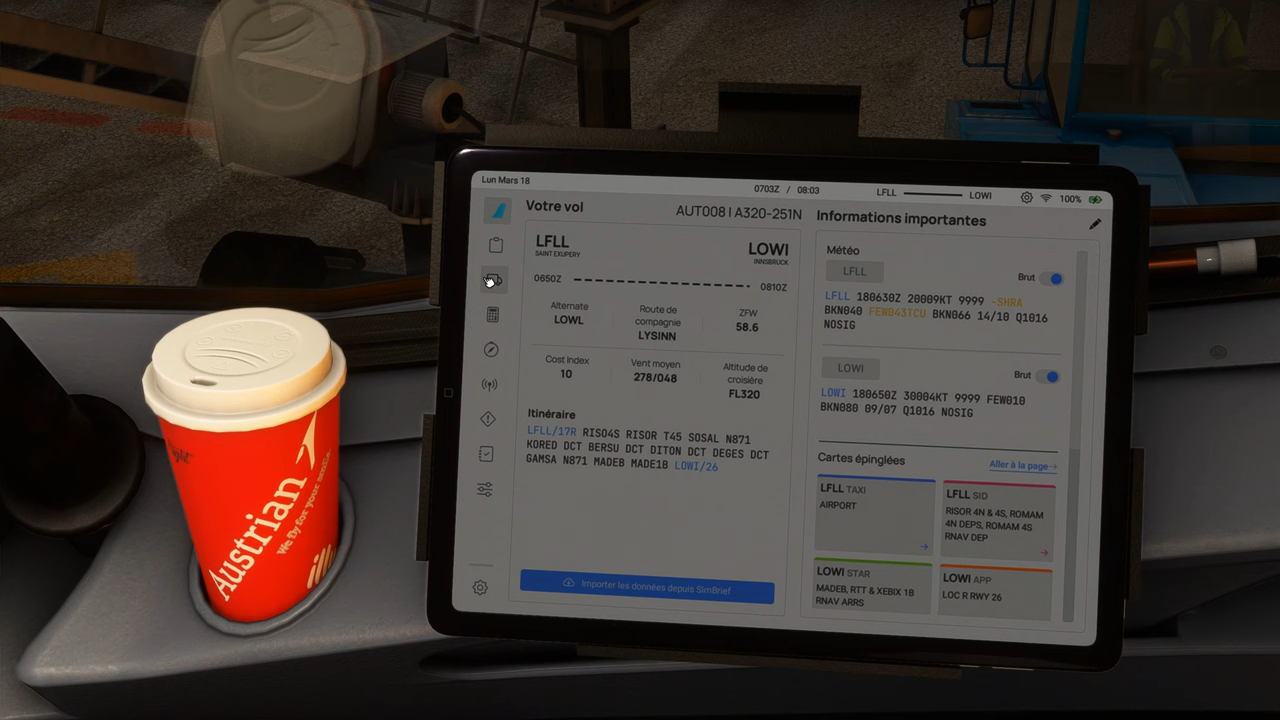 Lun Mars 18
0703Z / 08:03
LFLL
LOWI
100%
Votre vol
AUT008 | A320-251N
LFLL
SAINT EXUPERY
LOWI
INNSBRUCK
0650Z
0810Z
Alternate
LOWL
Route de
compagnie
LYSINN
ZFW
58.6
Cost Index
10
Vent moyen
278/048
Altitude de
croisière
FL320
Itinéraire
LFLL/17R RISO4S RISOR T45 SOSAL N871
KORED DCT BERSU DCT DITON DCT DEGES DCT
GAMSA N871 MADEB MADE1B LOWI/26
Importer les données depuis SimBrief
Informations importantes
Météo
LFLL
Brut
LFLL 180630Z 20009KT 9999 -SHRA
BKN040 FEW043TCU BKN066 14/10 Q1016
NOSIG
LOWI
Brut
LOWI 180650Z 30004KT 9999 FEW010
BKN080 09/07 Q1016 NOSIG
Cartes épinglées
Aller à la page
LFLL TAXI
AIRPORT
LFLL SID
RISOR 4N & 4S, ROMAM
4N DEPS, ROMAM 4S
RNAV DEP
LOWI STAR
MADEB, RTT & XEBIX 1B
RNAV ARRS
LOWI APP
LOC R RWY 26
Austrian
We fly for your smile.